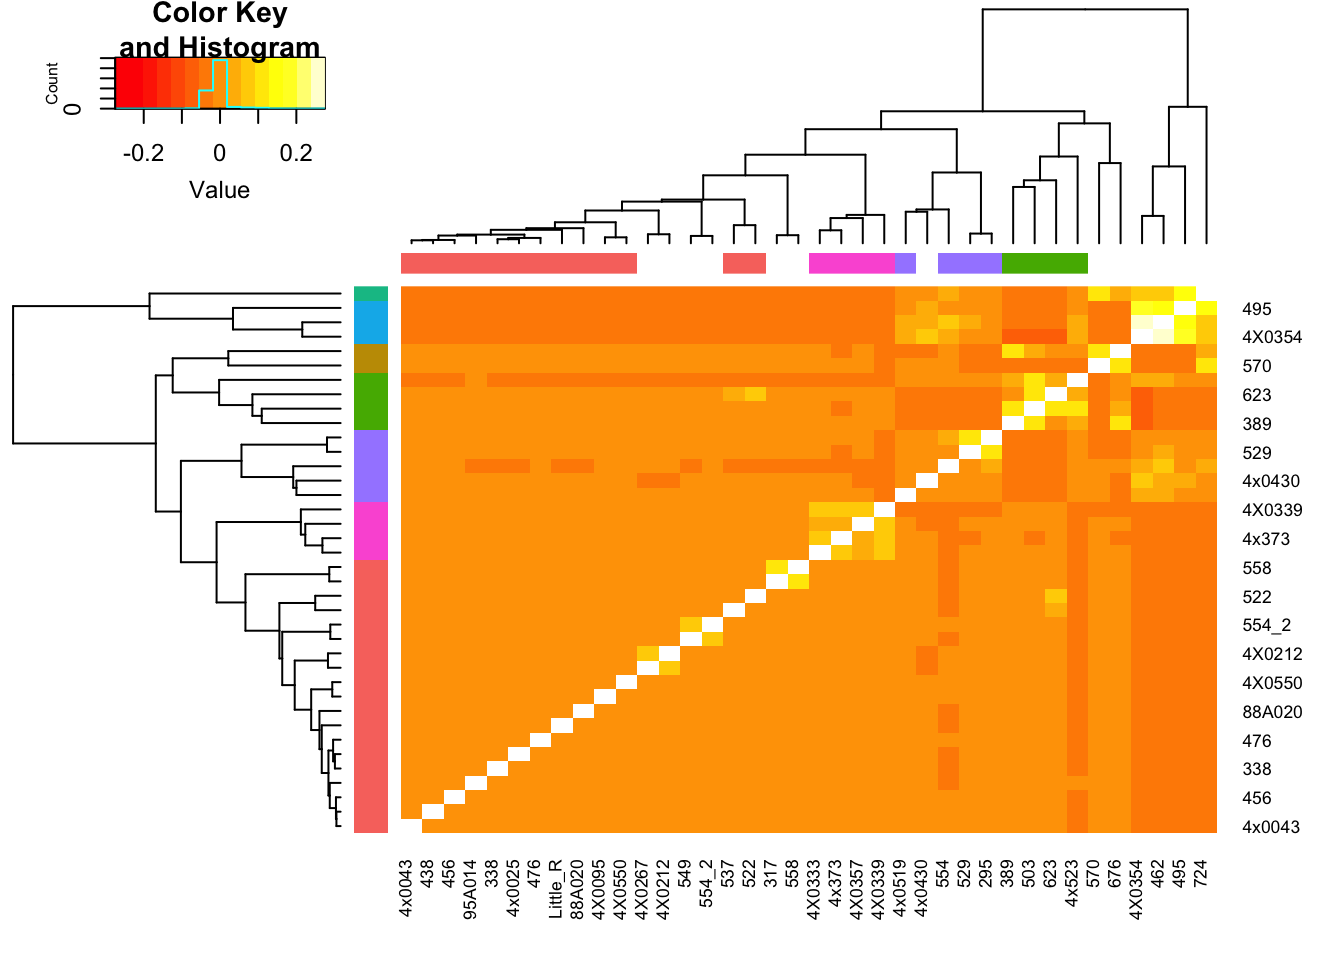 Color Key
and Histogram
Count
0
-0.2 0 0.2
Value
495
4X0354
570
623
389
529
4x0430
4X0339
4x373
558
522
554_2
4X0212
4X0550
88A020
476
338
456
4x0043
4x0043 438 456 95A014 338 4x0025 476 Little_R 88A020 4X0095 4X0550 4X0267 4X0212 549 554_2 537 522 317 558 4X0333 4x373 4X0357 4X0339 4x0519 4x0430 554 529 295 389 503 623 4x523 570 676 4X0354 462 495 724